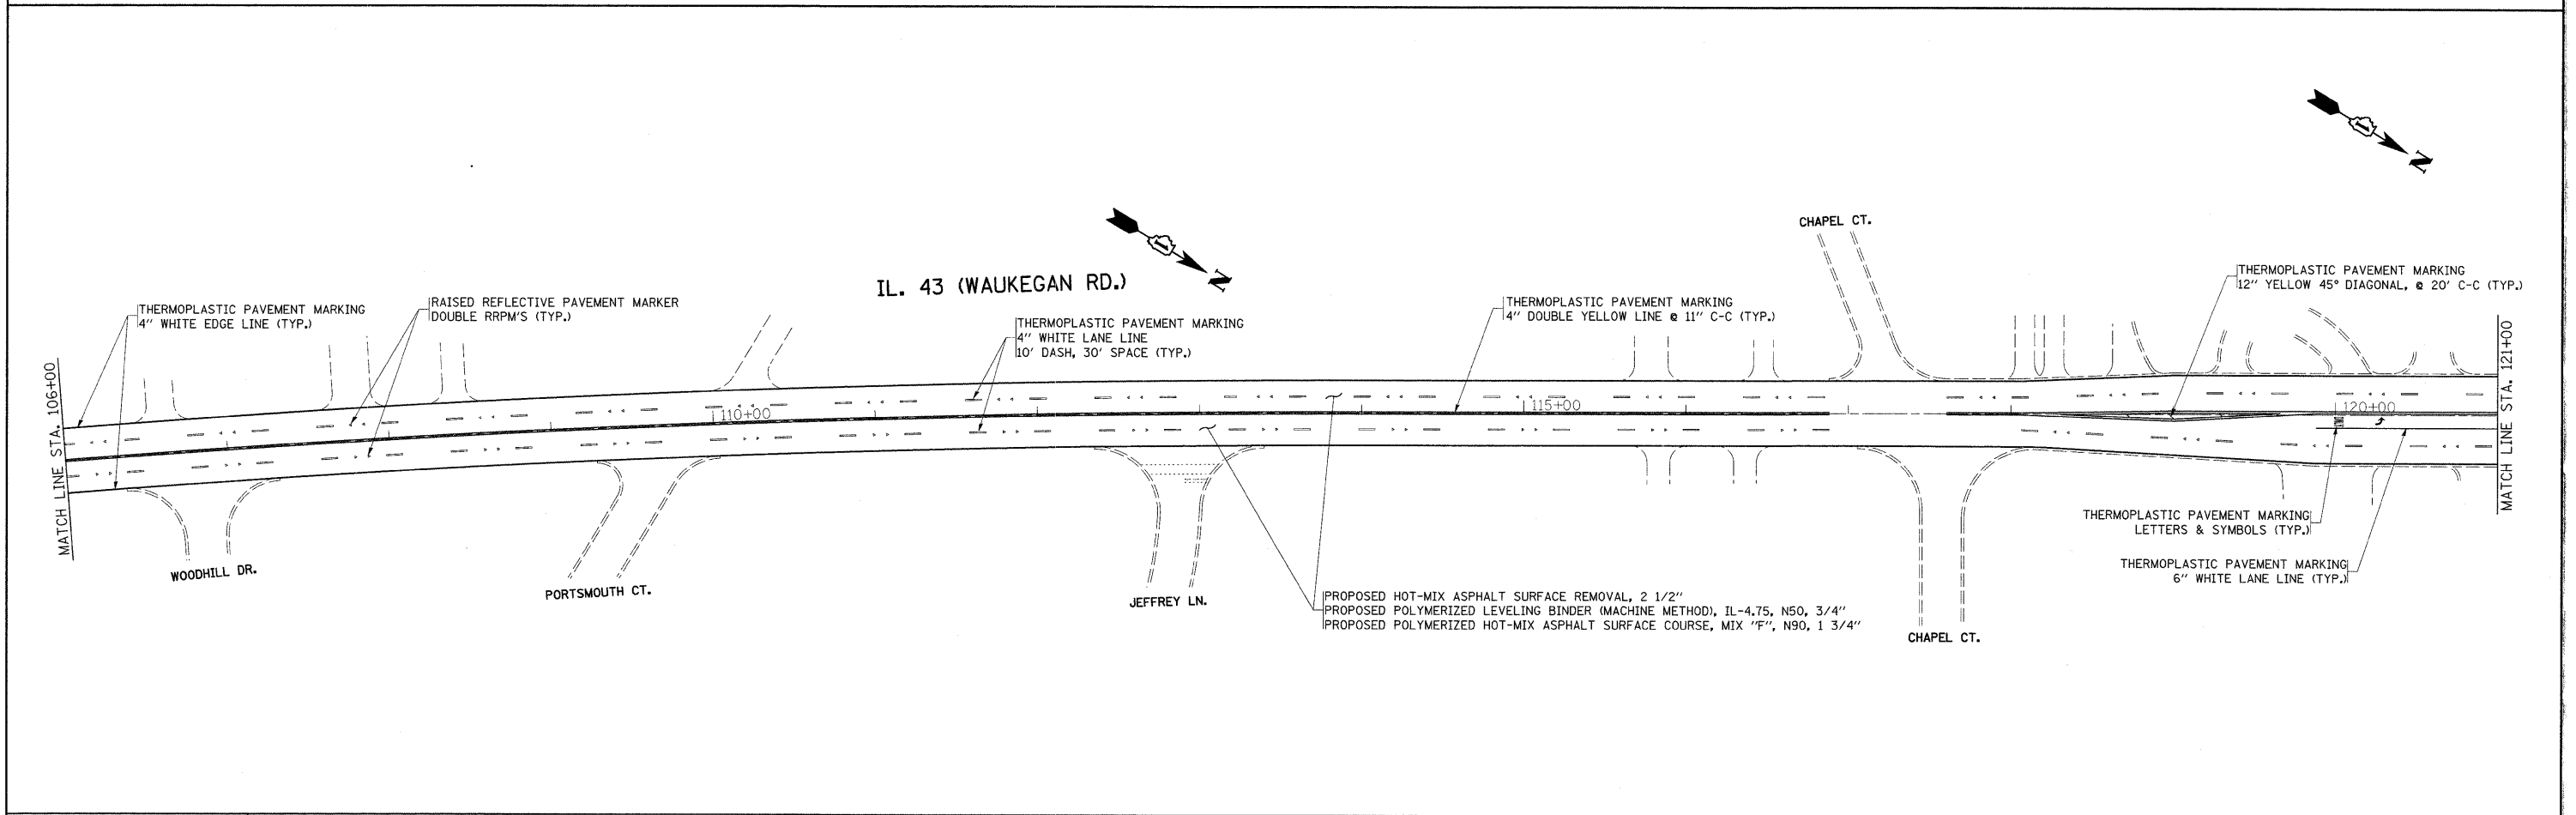 CHAPEL CT.
IL. 43 (WAUKEGAN RD.)
N
N
THERMOPLASTIC PAVEMENT MARKING
4" WHITE EDGE LINE (TYP.)
RAISED REFLECTIVE PAVEMENT MARKER
DOUBLE RRPM'S (TYP.)
THERMOPLASTIC PAVEMENT MARKING
4" WHITE LANE LINE
10' DASH, 30' SPACE (TYP.)
THERMOPLASTIC PAVEMENT MARKING
4" DOUBLE YELLOW LINE @ 11" C-C (TYP.)
THERMOPLASTIC PAVEMENT MARKING
12" YELLOW 45° DIAGONAL, @ 20' C-C (TYP.)
MATCH LINE STA. 106+00
110+00
115+00
120+00
MATCH LINE STA. 121+00
WOODHILL DR.
PORTSMOUTH CT.
JEFFREY LN.
PROPOSED HOT-MIX ASPHALT SURFACE REMOVAL, 2 1/2"
PROPOSED POLYMERIZED LEVELING BINDER (MACHINE METHOD), IL-4.75, N50, 3/4"
PROPOSED POLYMERIZED HOT-MIX ASPHALT SURFACE COURSE, MIX "F", N90, 1 3/4"
THERMOPLASTIC PAVEMENT MARKING
LETTERS & SYMBOLS (TYP.)
THERMOPLASTIC PAVEMENT MARKING
6" WHITE LANE LINE (TYP.)
CHAPEL CT.